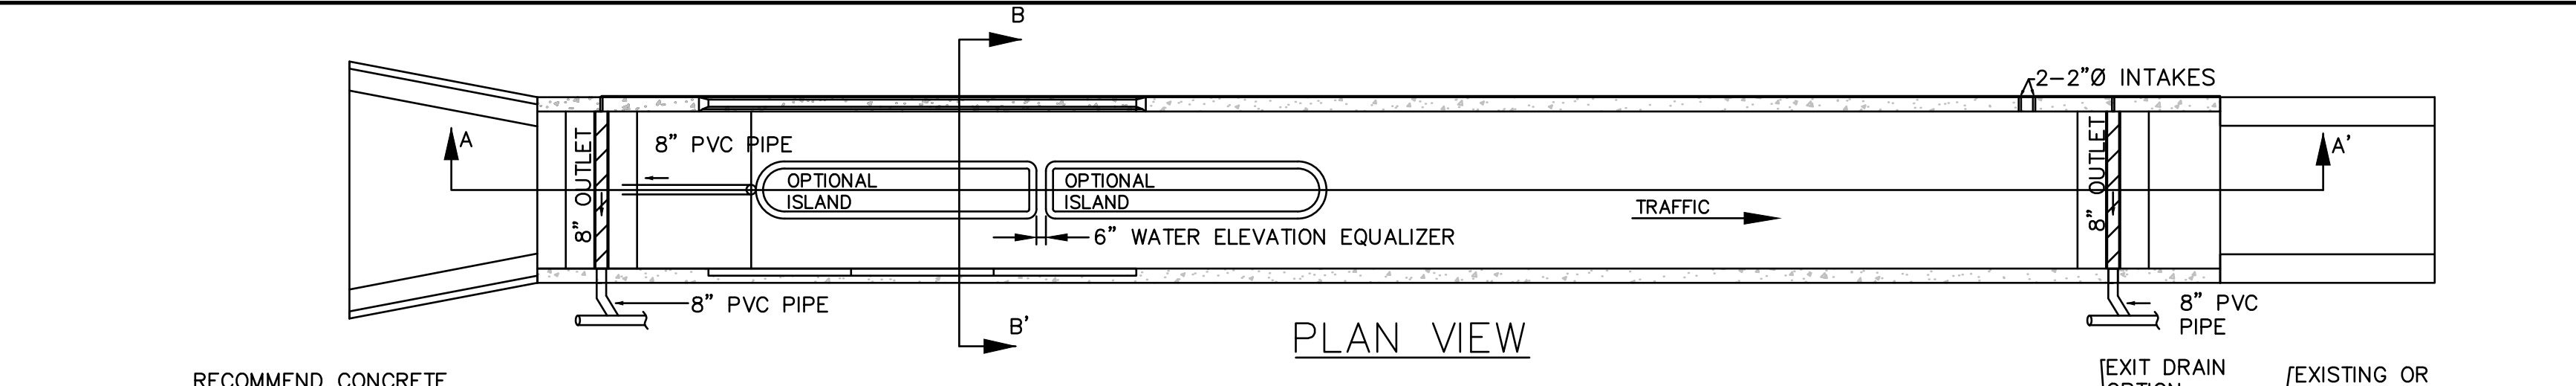 B
2-2"Ø INTAKES
A
8" OUTLET
8" PVC PIPE
OPTIONAL
ISLAND
OPTIONAL
ISLAND
TRAFFIC
8" OUTLET
A'
6" WATER ELEVATION EQUALIZER
8" PVC PIPE
B'
PLAN VIEW
8" PVC
PIPE
RECOMMEND CONCRETE
EXIT DRAIN
OPTION
EXISTING OR